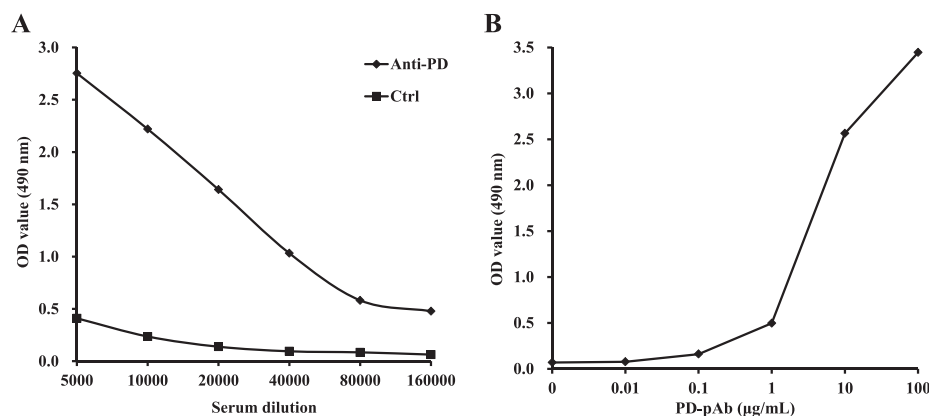 A
3.0
2.5
2.0
1.5
1.0
0.5
0.0
OD value (490 nm)
5000 10000 20000 40000 80000 160000
Serum dilution
Anti-PD
Ctrl
B
3.5
3.0
2.5
2.0
1.5
1.0
0.5
0.0
OD value (490 nm)
0 0.01 0.1 1 10 100
PD-pAb (μg/mL)